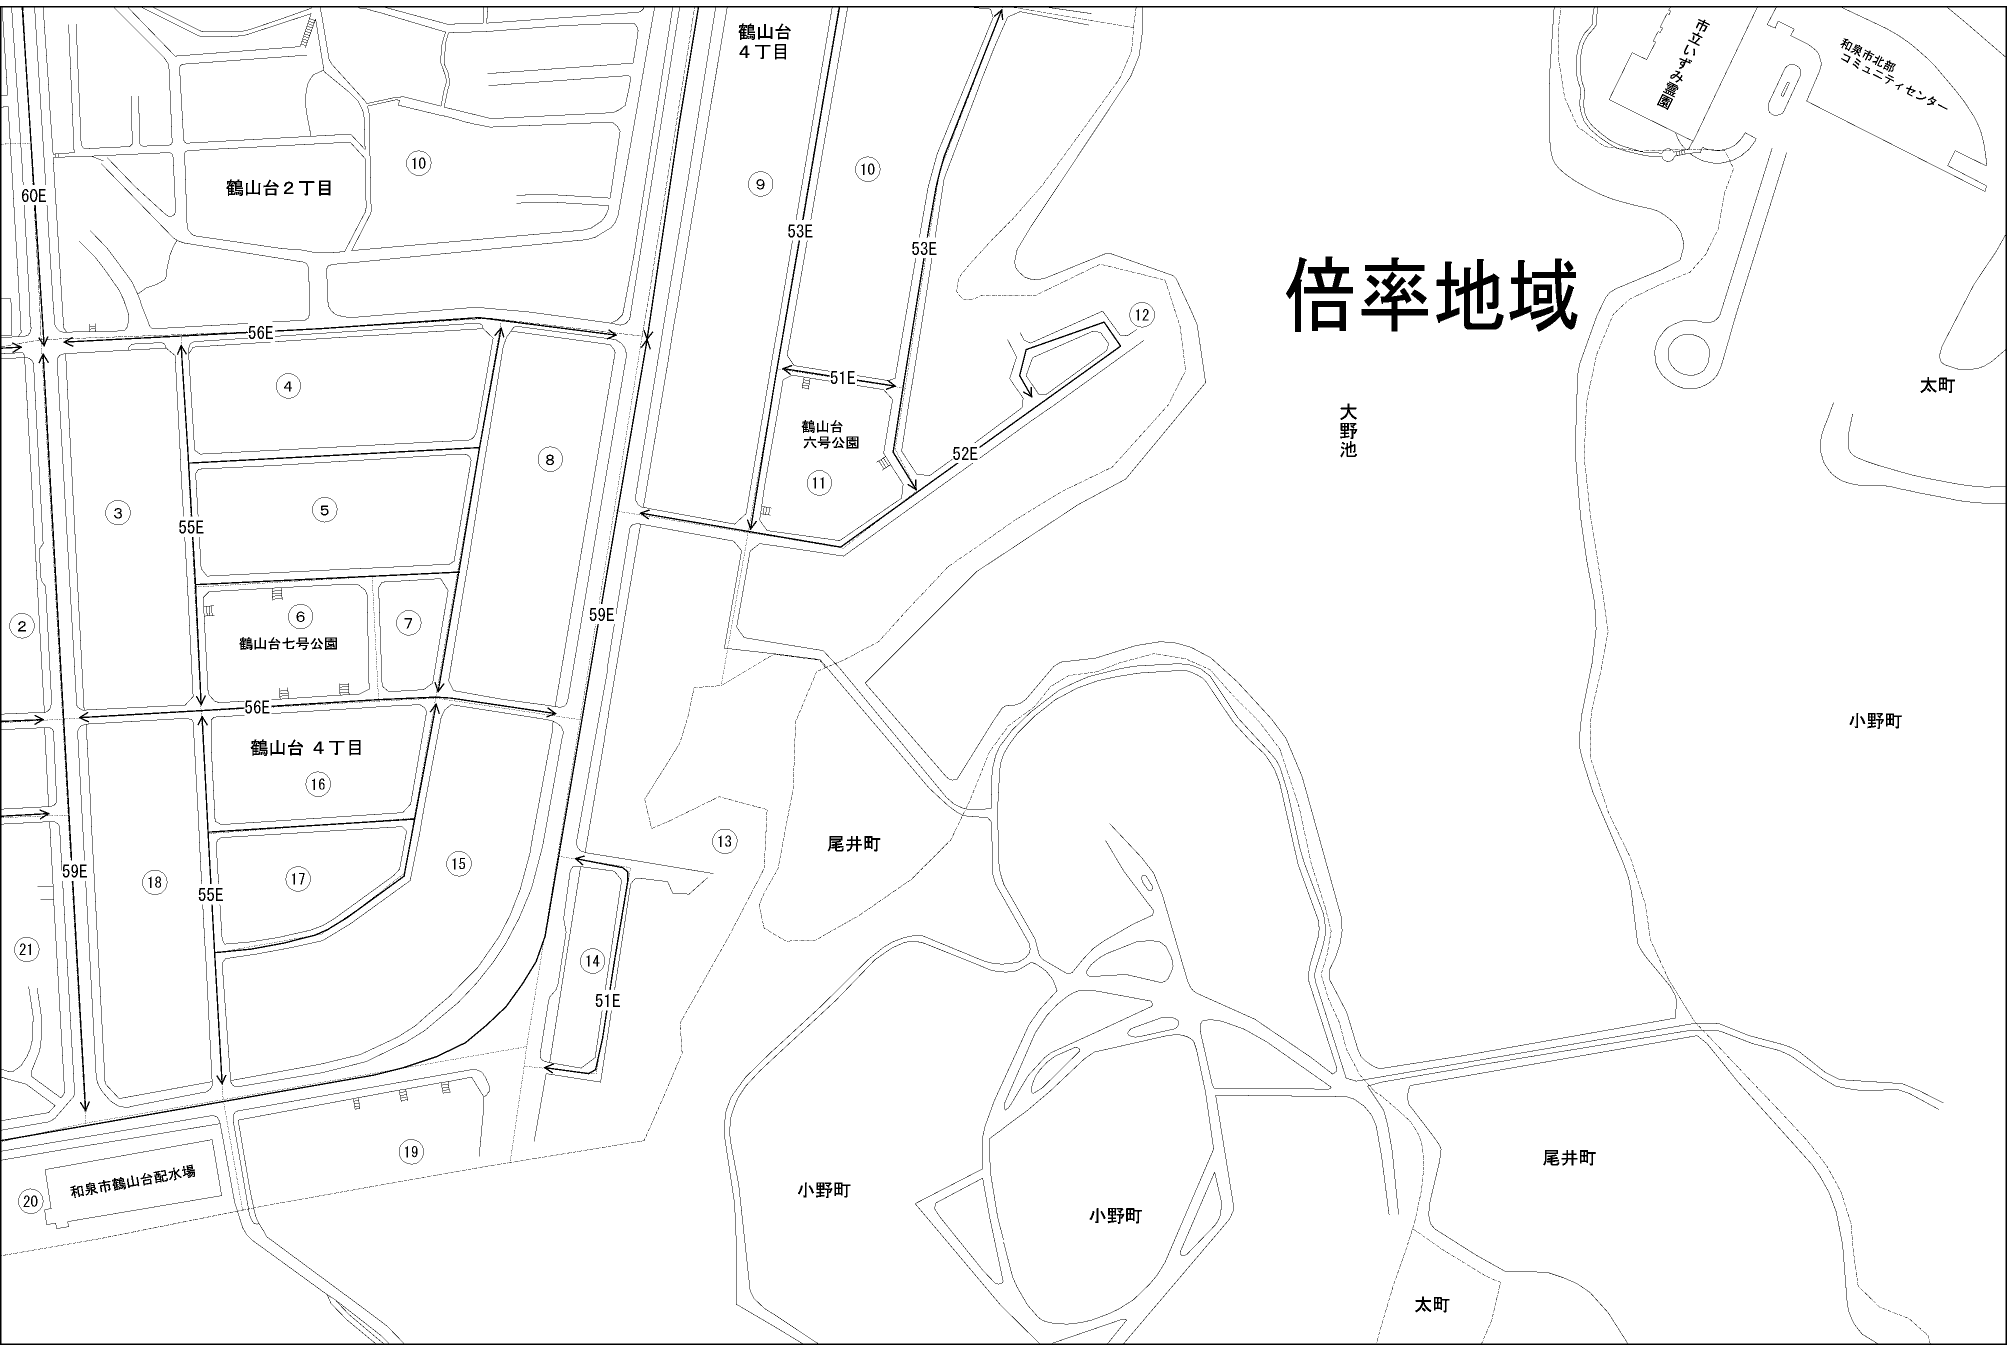 鶴山台
４丁目
市立いずみ霊園
和泉市北部
コミュニティセンター
10
10
9
鶴山台２丁目
60E
53E
53E
倍率地域
12
56E
51E
4
太町
大野池
鶴山台
六号公園
52E
8
11
3
5
55E
59E
6
7
2
鶴山台七号公園
56E
小野町
鶴山台 ４丁目
16
13
尾井町
15
59E
18
17
55E
21
14
51E
19
尾井町
和泉市鶴山台配水場
20
小野町
小野町
太町